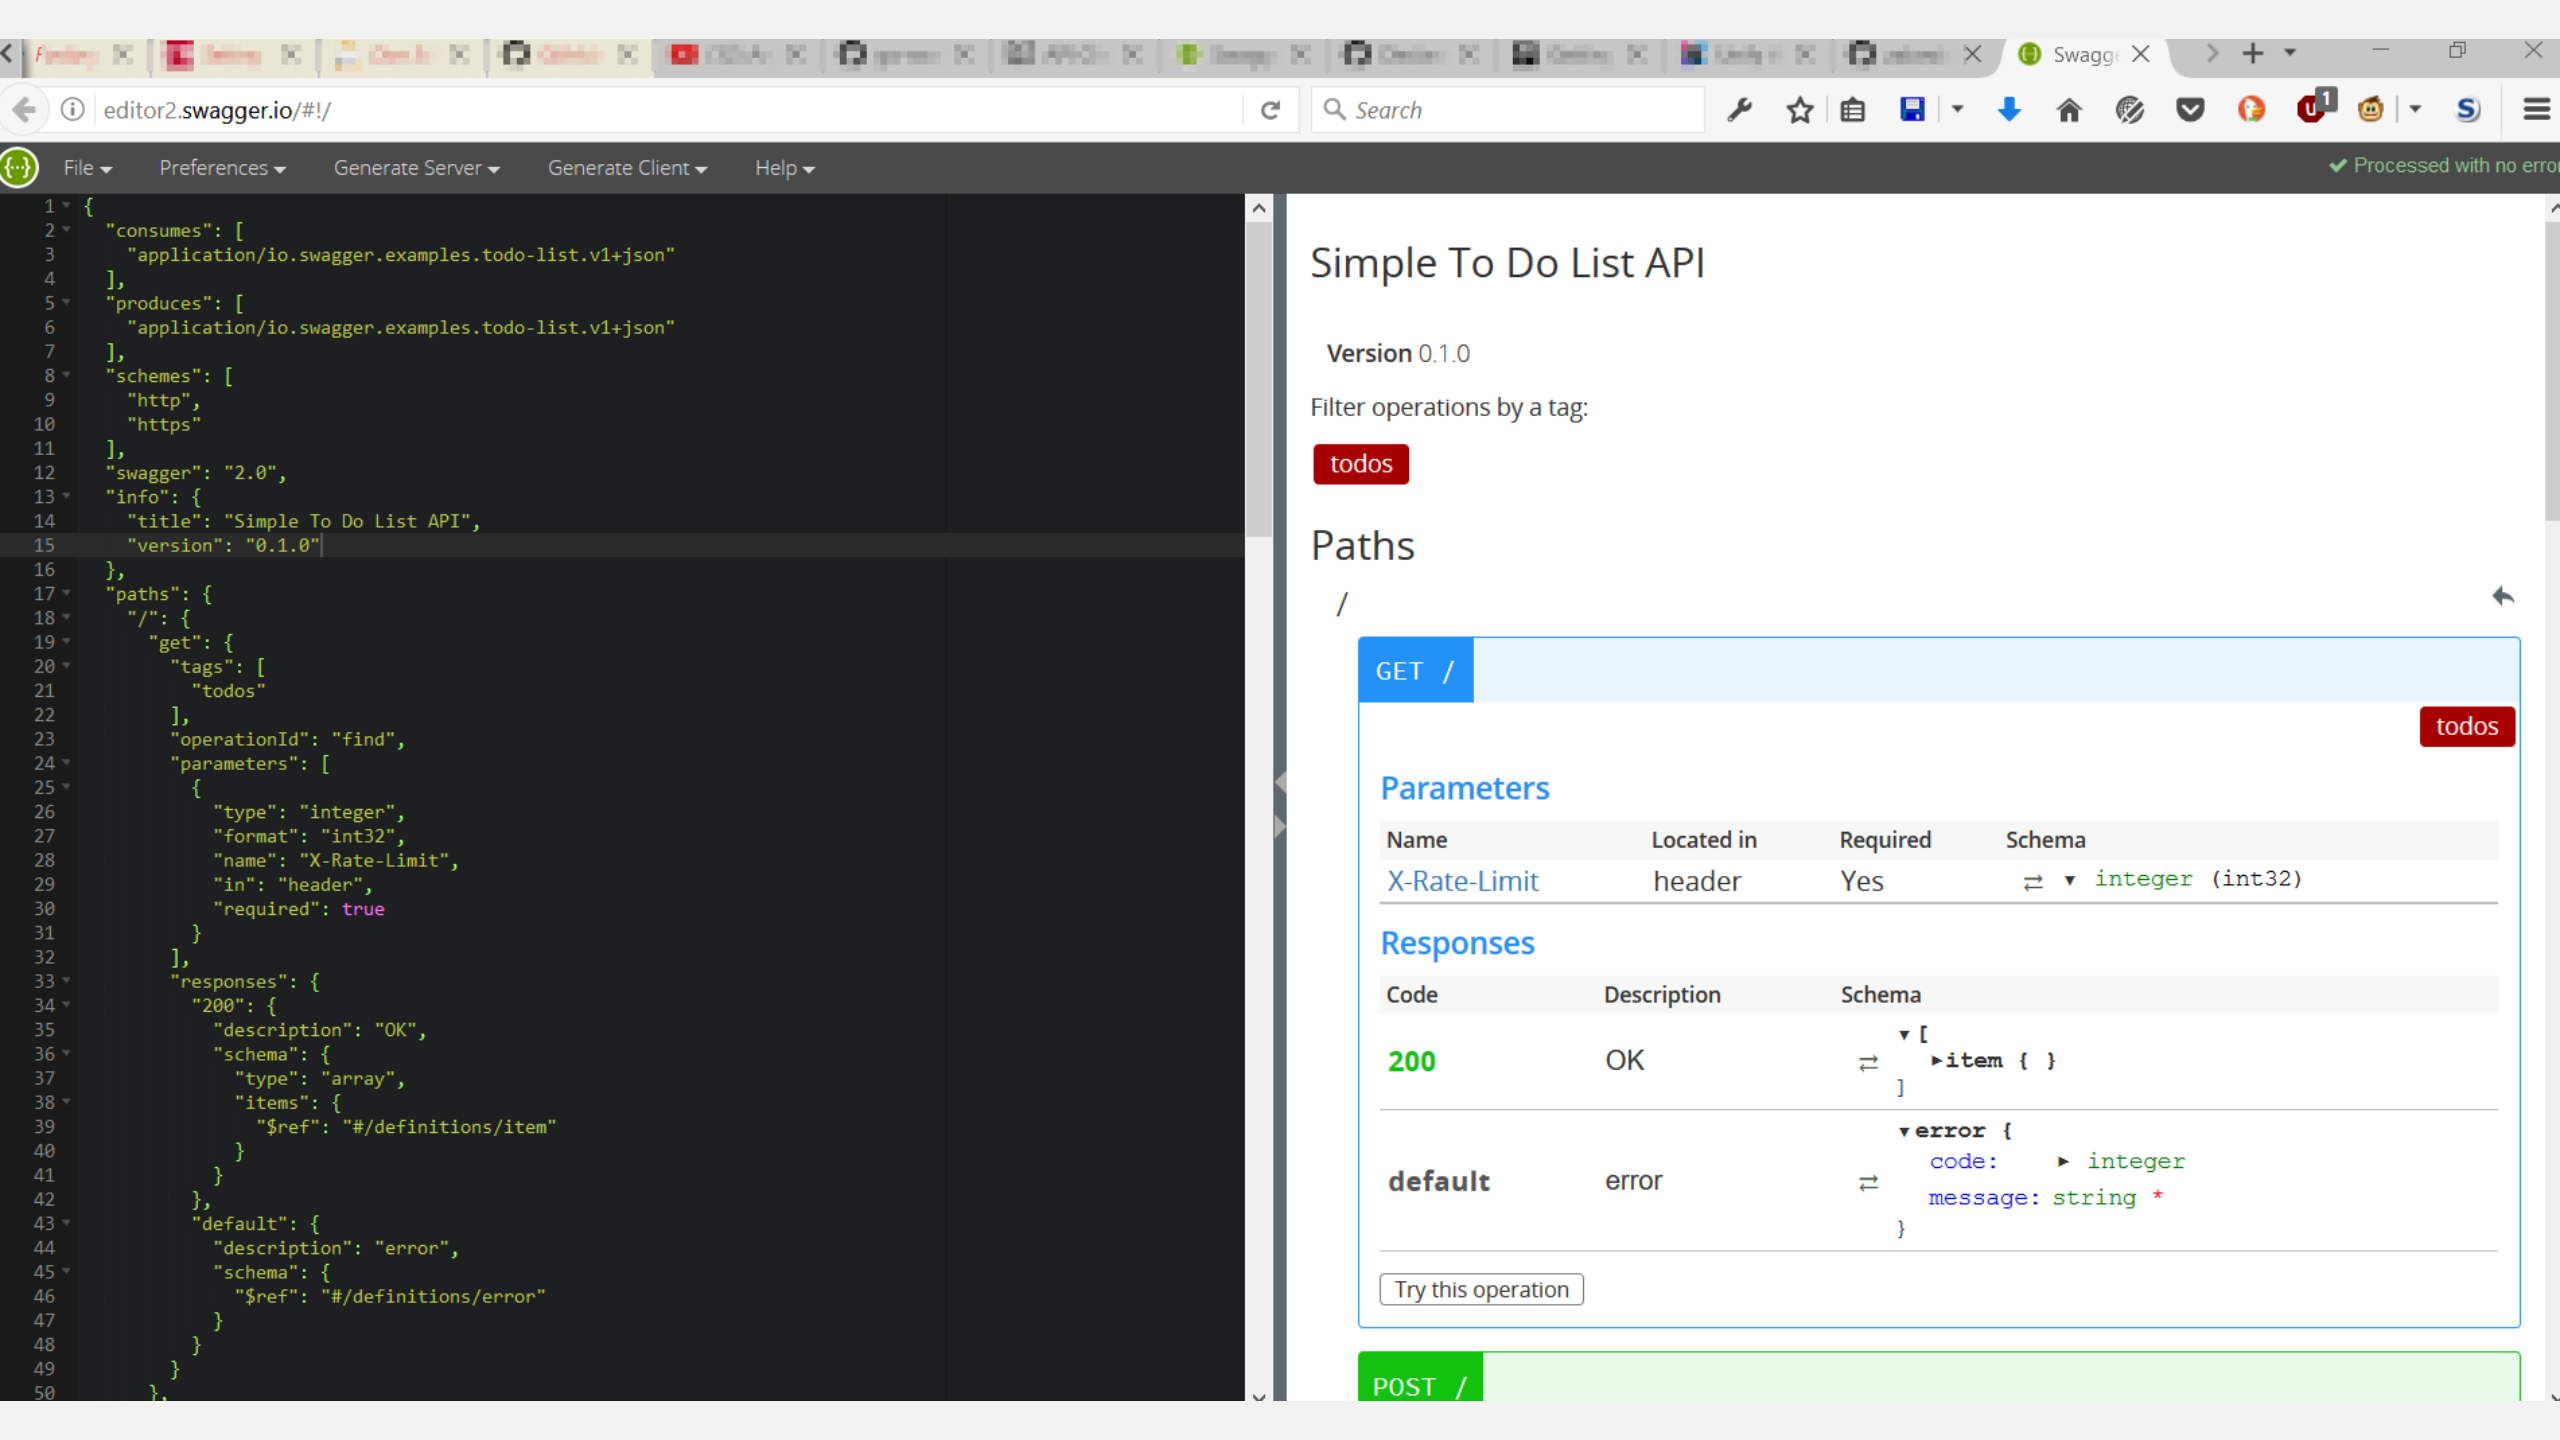 Swagge
editor2.swagger.io/#!/
Search
1
File
Preferences
Generate Server
Generate Client
Help
Processed with no erro
1 {
2 "consumes": [
3 "application/io.swagger.examples.todo-list.v1+json"
4 ],
5 "produces": [
6 "application/io.swagger.examples.todo-list.v1+json"
7 ],
8 "schemes": [
9 "http",
10 "https"
11 ],
12 "swagger": "2.0",
13 "info": {
14 "title": "Simple To Do List API",
15 "version": "0.1.0"
16 },
17 "paths": {
18 "/": {
19 "get": {
20 "tags": [
21 "todos"
22 ],
23 "operationId": "find",
24 "parameters": [
25 {
26 "type": "integer",
27 "format": "int32",
28 "name": "X-Rate-Limit",
29 "in": "header",
30 "required": true
31 }
32 ],
33 "responses": {
34 "200": {
35 "description": "OK",
36 "schema": {
37 "type": "array",
38 "items": {
39 "$ref": "#/definitions/item"
40 }
41 }
42 },
43 "default": {
44 "description": "error",
45 "schema": {
46 "$ref": "#/definitions/error"
47 }
48 }
49 }
50 },
Simple To Do List API
Version 0.1.0
Filter operations by a tag:
todos
Paths
/
GET /
todos
Parameters
Name Located in Required Schema
X-Rate-Limit header Yes ⇄ ▼ integer (int32)
Responses
Code Description Schema
200 OK ⇄ ▼ [
▶ item { }
]
default error ⇄ ▼ error {
code: ▶ integer
message: string *
}
Try this operation
POST /